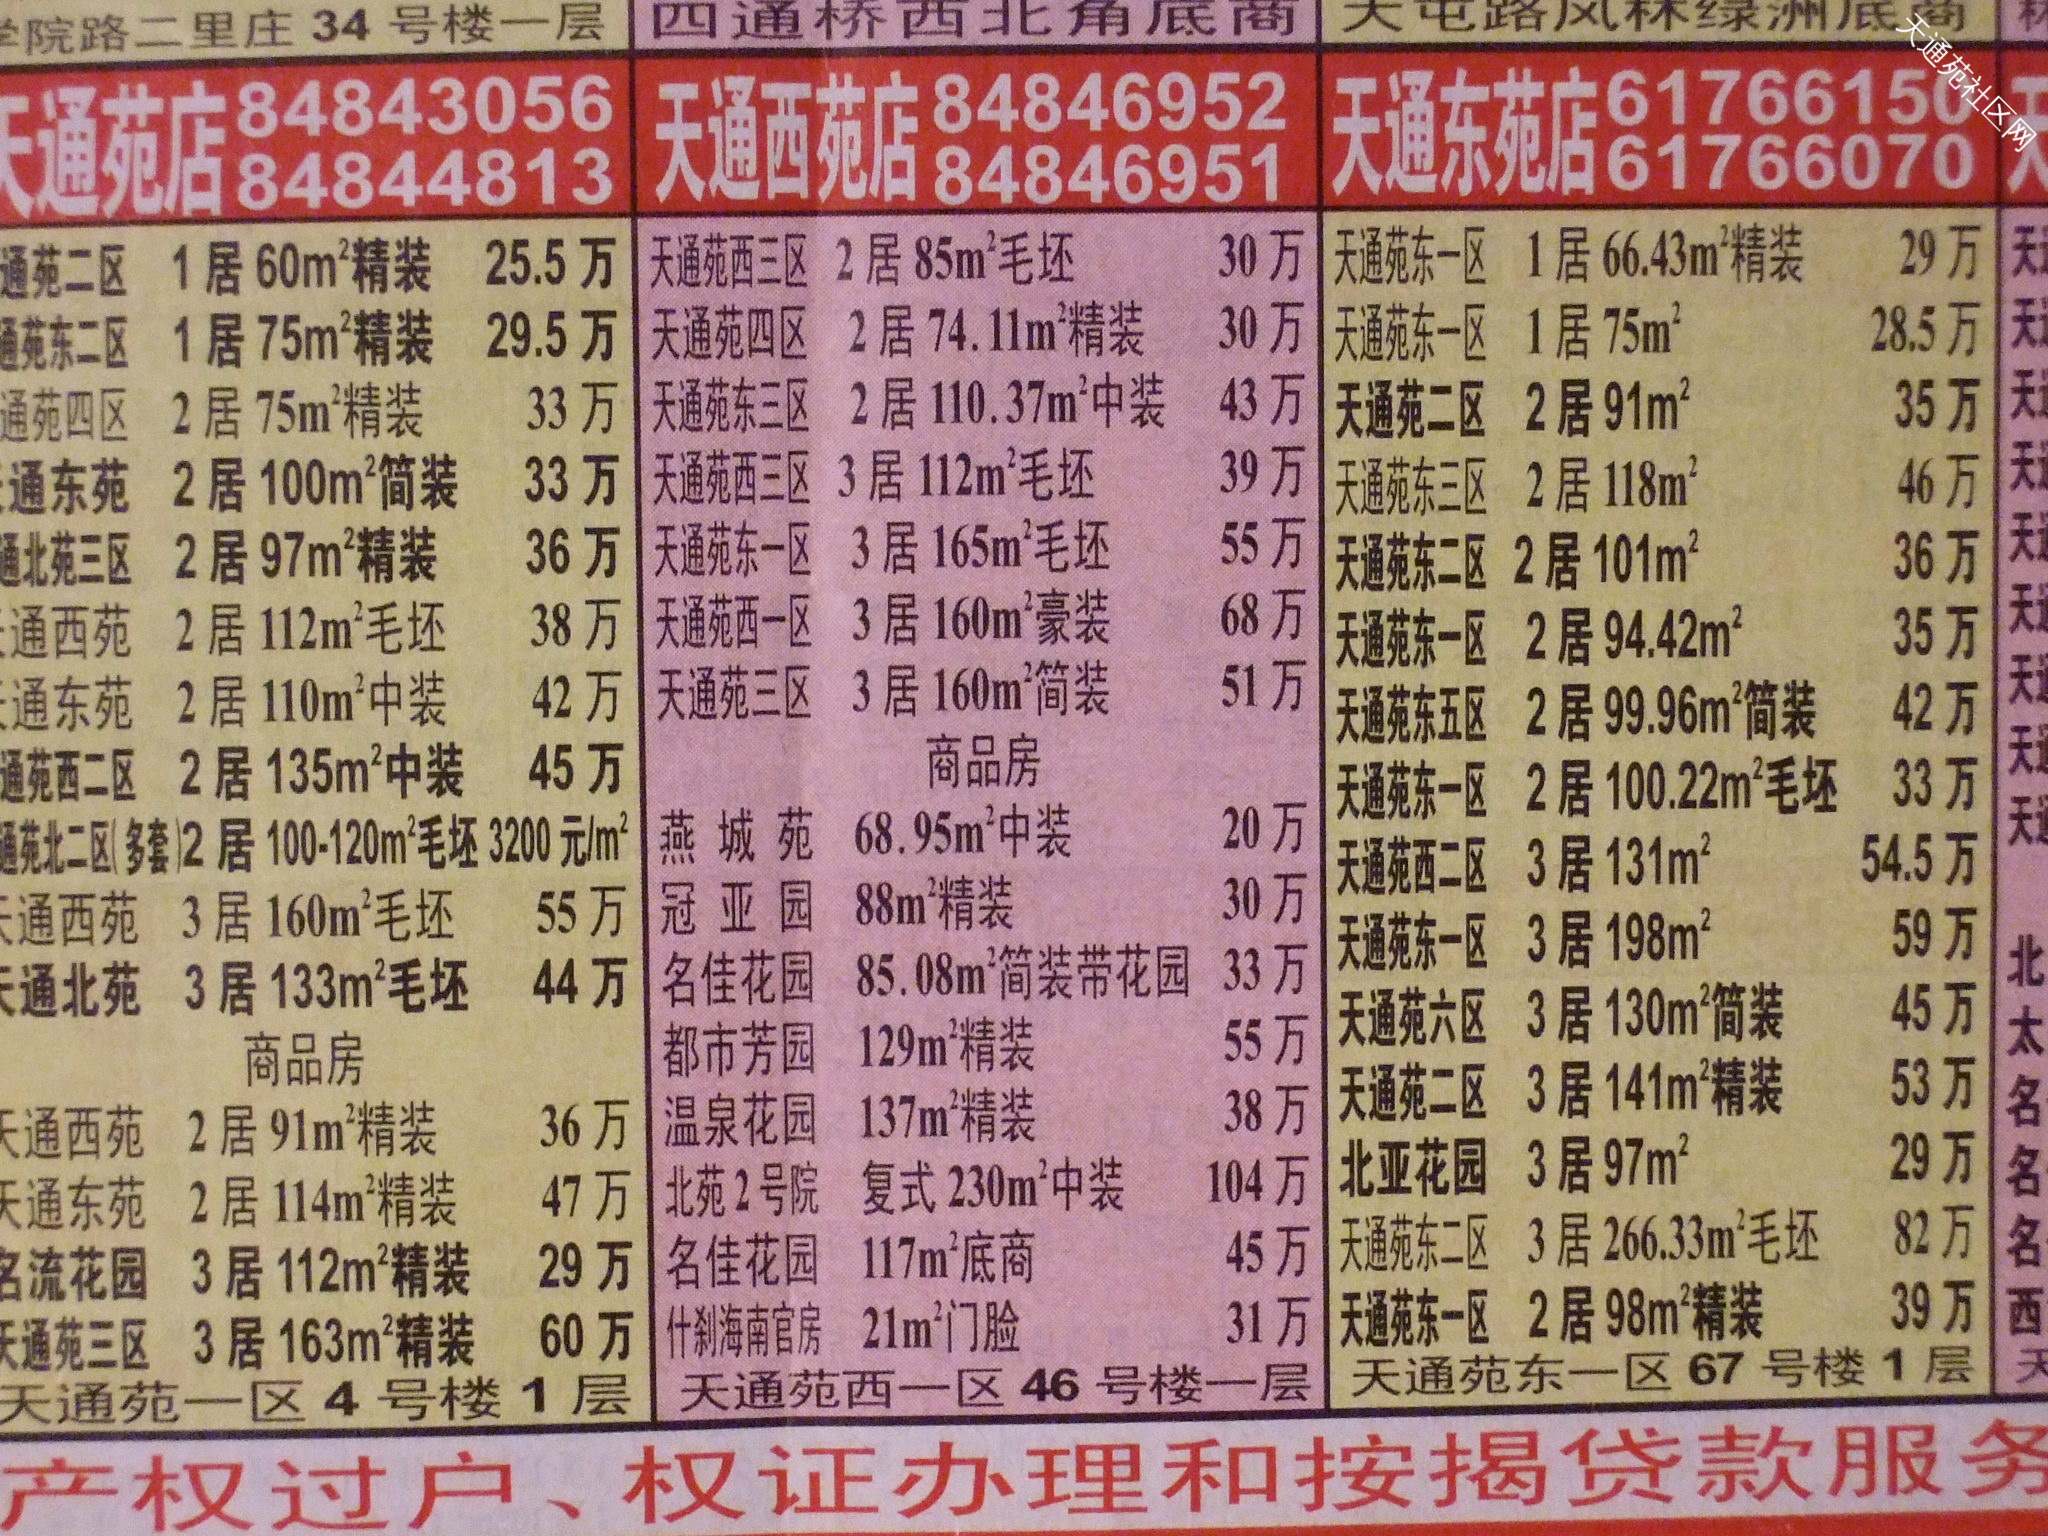 学院路二里庄 34 号楼一层
四通桥西北角底商
天屯路风林绿洲底商
天通苑社区网
天通苑店 84843056
84844813
通苑二区 1 居 60m²精装 25.5 万
通苑东二区 1 居 75m²精装 29.5 万
通苑四区 2 居 75m²精装 33 万
天通东苑 2 居 100m²简装 33 万
通北苑三区 2 居 97m²精装 36 万
天通西苑 2 居 112m²毛坯 38 万
天通东苑 2 居 110m²中装 42 万
通苑西二区 2 居 135m²中装 45 万
通苑北二区(多套)2 居 100-120m²毛坯 3200 元/m²
天通西苑 3 居 160m²毛坯 55 万
天通北苑 3 居 133m²毛坯 44 万
商品房
天通西苑 2 居 91m²精装 36 万
天通东苑 2 居 114m²精装 47 万
名流花园 3 居 112m²精装 29 万
天通苑三区 3 居 163m²精装 60 万
天通苑一区 4 号楼 1 层
天通西苑店 84846952
84846951
天通苑西三区 2 居 85m²毛坯 30 万
天通苑四区 2 居 74.11m²精装 30 万
天通苑东三区 2 居 110.37m²中装 43 万
天通苑西三区 3 居 112m²毛坯 39 万
天通苑东一区 3 居 165m²毛坯 55 万
天通苑西一区 3 居 160m²豪装 68 万
天通苑三区 3 居 160m²简装 51 万
商品房
燕城苑 68.95m²中装 20 万
冠亚园 88m²精装 30 万
名佳花园 85.08m²简装带花园 33 万
都市芳园 129m²精装 55 万
温泉花园 137m²精装 38 万
北苑 2 号院 复式 230m²中装 104 万
名佳花园 117m²底商 45 万
什刹海南官房 21m²门脸 31 万
天通苑西一区 46 号楼一层
天通东苑店 61766150
61766070
天通苑东一区 1 居 66.43m²精装 29 万
天通苑东一区 1 居 75m² 28.5 万
天通苑二区 2 居 91m² 35 万
天通苑东三区 2 居 118m² 46 万
天通苑东二区 2 居 101m² 36 万
天通苑东一区 2 居 94.42m² 35 万
天通苑东五区 2 居 99.96m²简装 42 万
天通苑东一区 2 居 100.22m²毛坯 33 万
天通苑西二区 3 居 131m² 54.5 万
天通苑东一区 3 居 198m² 59 万
天通苑六区 3 居 130m²简装 45 万
天通苑二区 3 居 141m²精装 53 万
北亚花园 3 居 97m² 29 万
天通苑东二区 3 居 266.33m²毛坯 82 万
天通苑东一区 2 居 98m²精装 39 万
天通苑东一区 67 号楼 1 层
北
太
名
名
名
西
产权过户、权证办理和按揭贷款服务